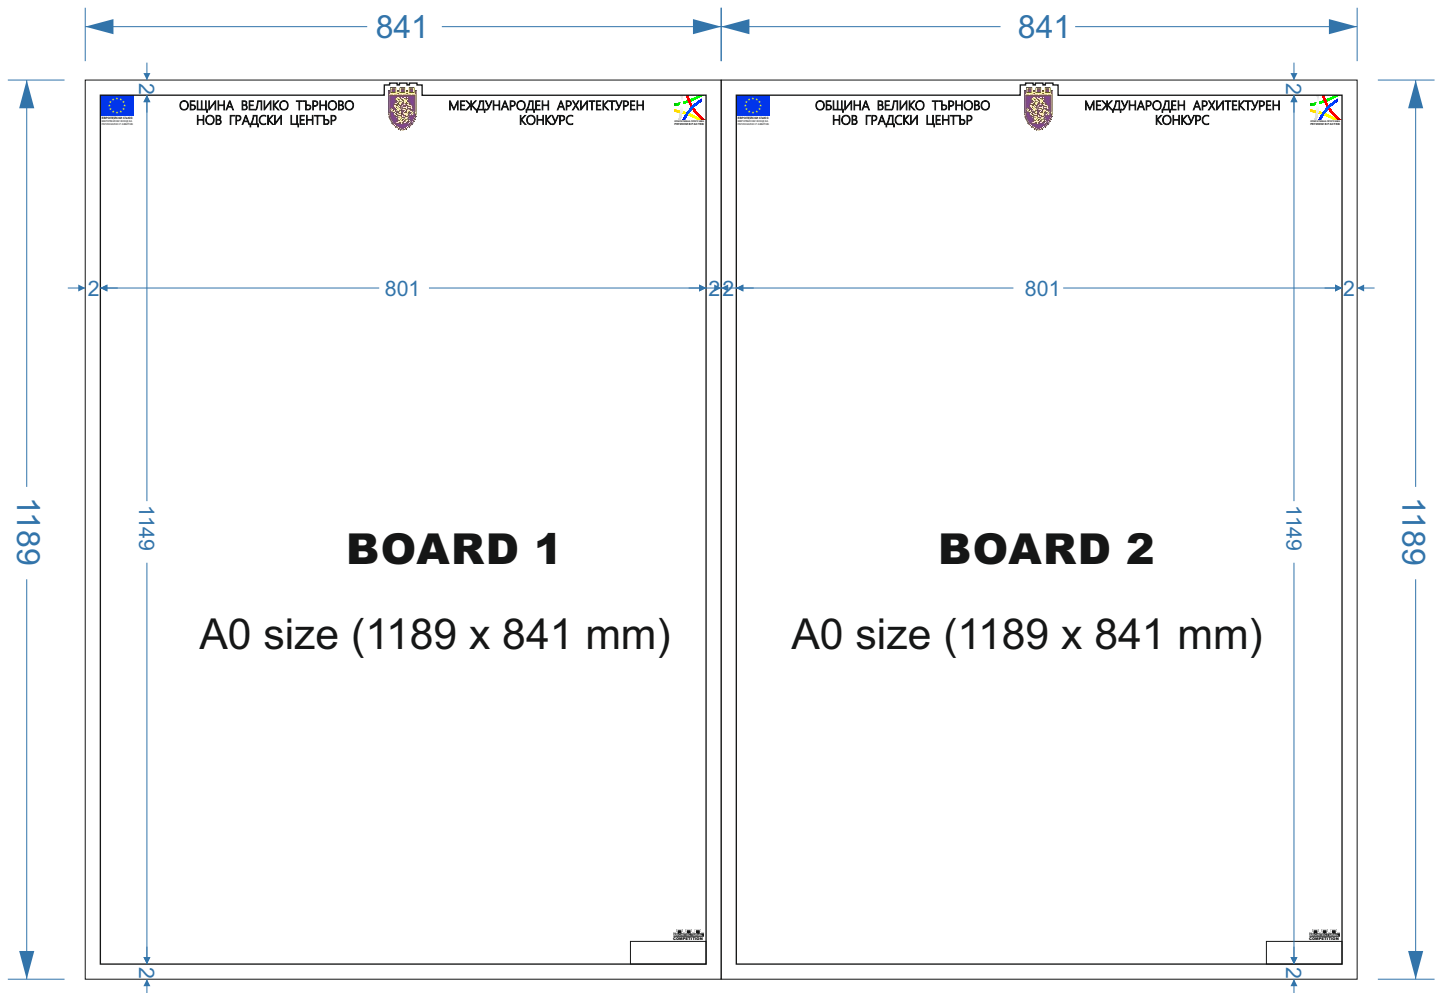 841
841
2
2
ОБЩИНА ВЕЛИКО ТЪРНОВО
НОВ ГРАДСКИ ЦЕНТЪР
МЕЖДУНАРОДЕН АРХИТЕКТУРЕН
КОНКУРС
ОБЩИНА ВЕЛИКО ТЪРНОВО
НОВ ГРАДСКИ ЦЕНТЪР
МЕЖДУНАРОДЕН АРХИТЕКТУРЕН
КОНКУРС
2
801
2
2
801
2
1189
1149
BOARD 1
A0 size (1189 x 841 mm)
BOARD 2
A0 size (1189 x 841 mm)
1149
1189
COMPETITION
COMPETITION
2
2